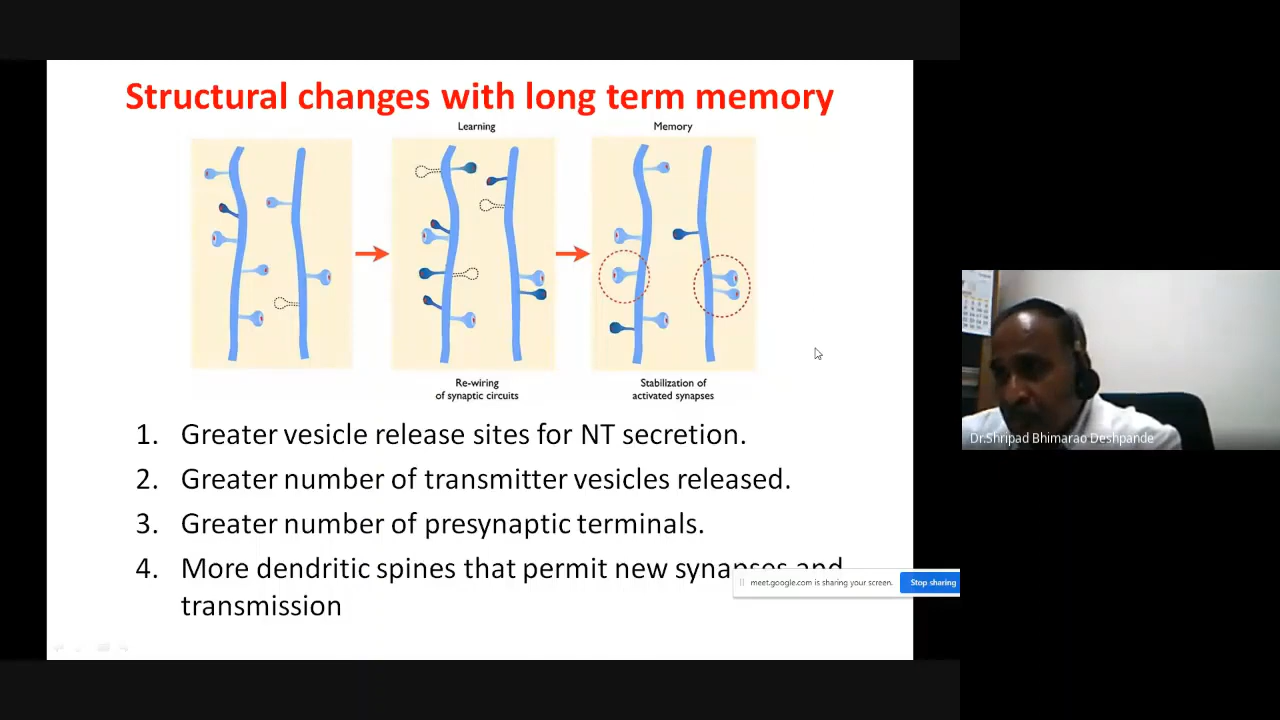 Structural changes with long term memory
Learning
Memory
Re-wiring
of synaptic circuits
Stabilization of
activated synapses
1. Greater vesicle release sites for NT secretion.
2. Greater number of transmitter vesicles released.
3. Greater number of presynaptic terminals.
4. More dendritic spines that permit new synapses and
transmission
meet.google.com is sharing your screen.
Stop sharing
Dr.Shripad Bhimarao Deshpande